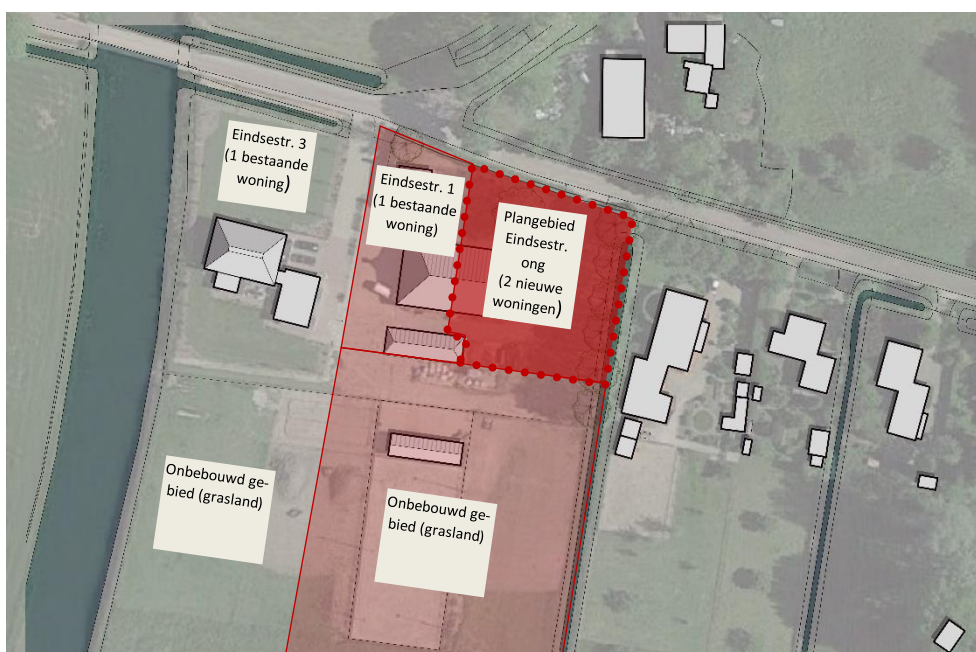 Eindsestr. 3
(1 bestaande
woning)
Eindsestr. 1
(1 bestaande
woning)
Plangebied
Eindsestr.
ong
(2 nieuwe
woningen)
Onbebouwd ge-
bied (grasland)
Onbebouwd ge-
bied (grasland)